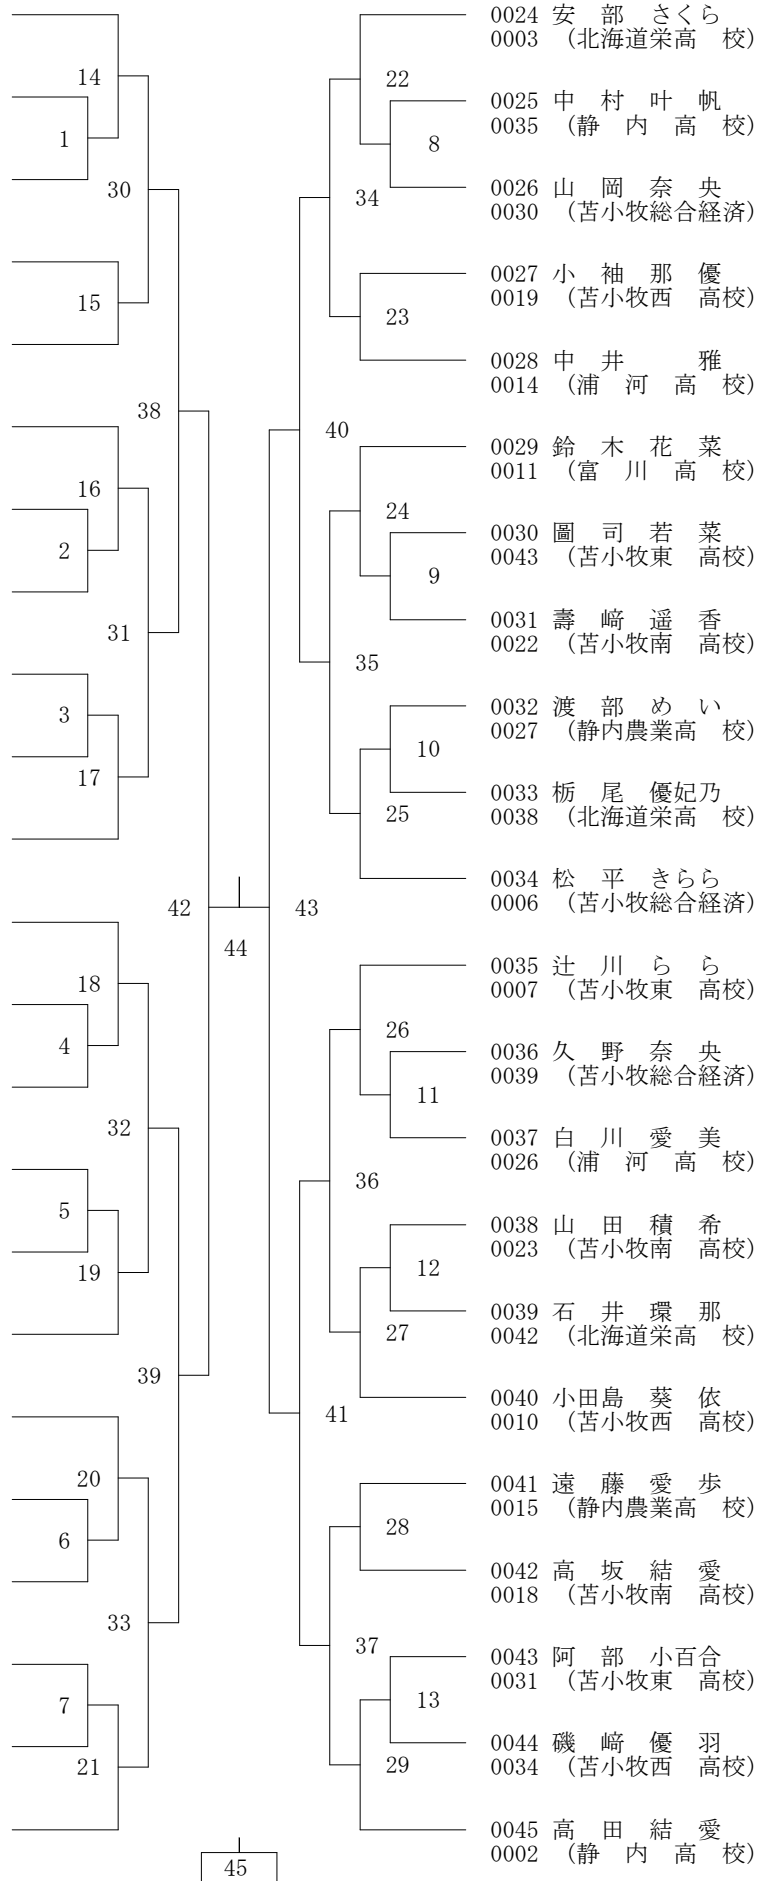 0024 安　部　さくら
0003 （北海道栄高　校）
14
22
1
0025 中　村　叶　帆
0035 （静　内　高　校）
8
30
34
0026 山　岡　奈　央
0030 （苫小牧総合経済）
15
0027 小　袖　那　優
0019 （苫小牧西　高校）
23
0028 中　井　　　雅
0014 （浦　河　高　校）
38
40
0029 鈴　木　花　菜
0011 （富　川　高　校）
16
24
2
0030 圖　司　若　菜
0043 （苫小牧東　高校）
9
31
0031 壽　﨑　遥　香
0022 （苫小牧南　高校）
35
3
0032 渡　部　め　い
0027 （静内農業高　校）
10
17
0033 栃　尾　優妃乃
0038 （北海道栄高　校）
25
0034 松　平　きらら
0006 （苫小牧総合経済）
42
43
44
18
0035 辻　川　ら　ら
0007 （苫小牧東　高校）
26
4
0036 久　野　奈　央
0039 （苫小牧総合経済）
11
32
0037 白　川　愛　美
0026 （浦　河　高　校）
36
5
0038 山　田　積　希
0023 （苫小牧南　高校）
19
12
0039 石　井　環　那
0042 （北海道栄高　校）
27
39
0040 小田島　葵　依
0010 （苫小牧西　高校）
41
20
0041 遠　藤　愛　歩
0015 （静内農業高　校）
28
6
0042 高　坂　結　愛
0018 （苫小牧南　高校）
33
37
0043 阿　部　小百合
0031 （苫小牧東　高校）
7
13
0044 磯　﨑　優　羽
0034 （苫小牧西　高校）
21
29
0045 高　田　結　愛
0002 （静　内　高　校）
45